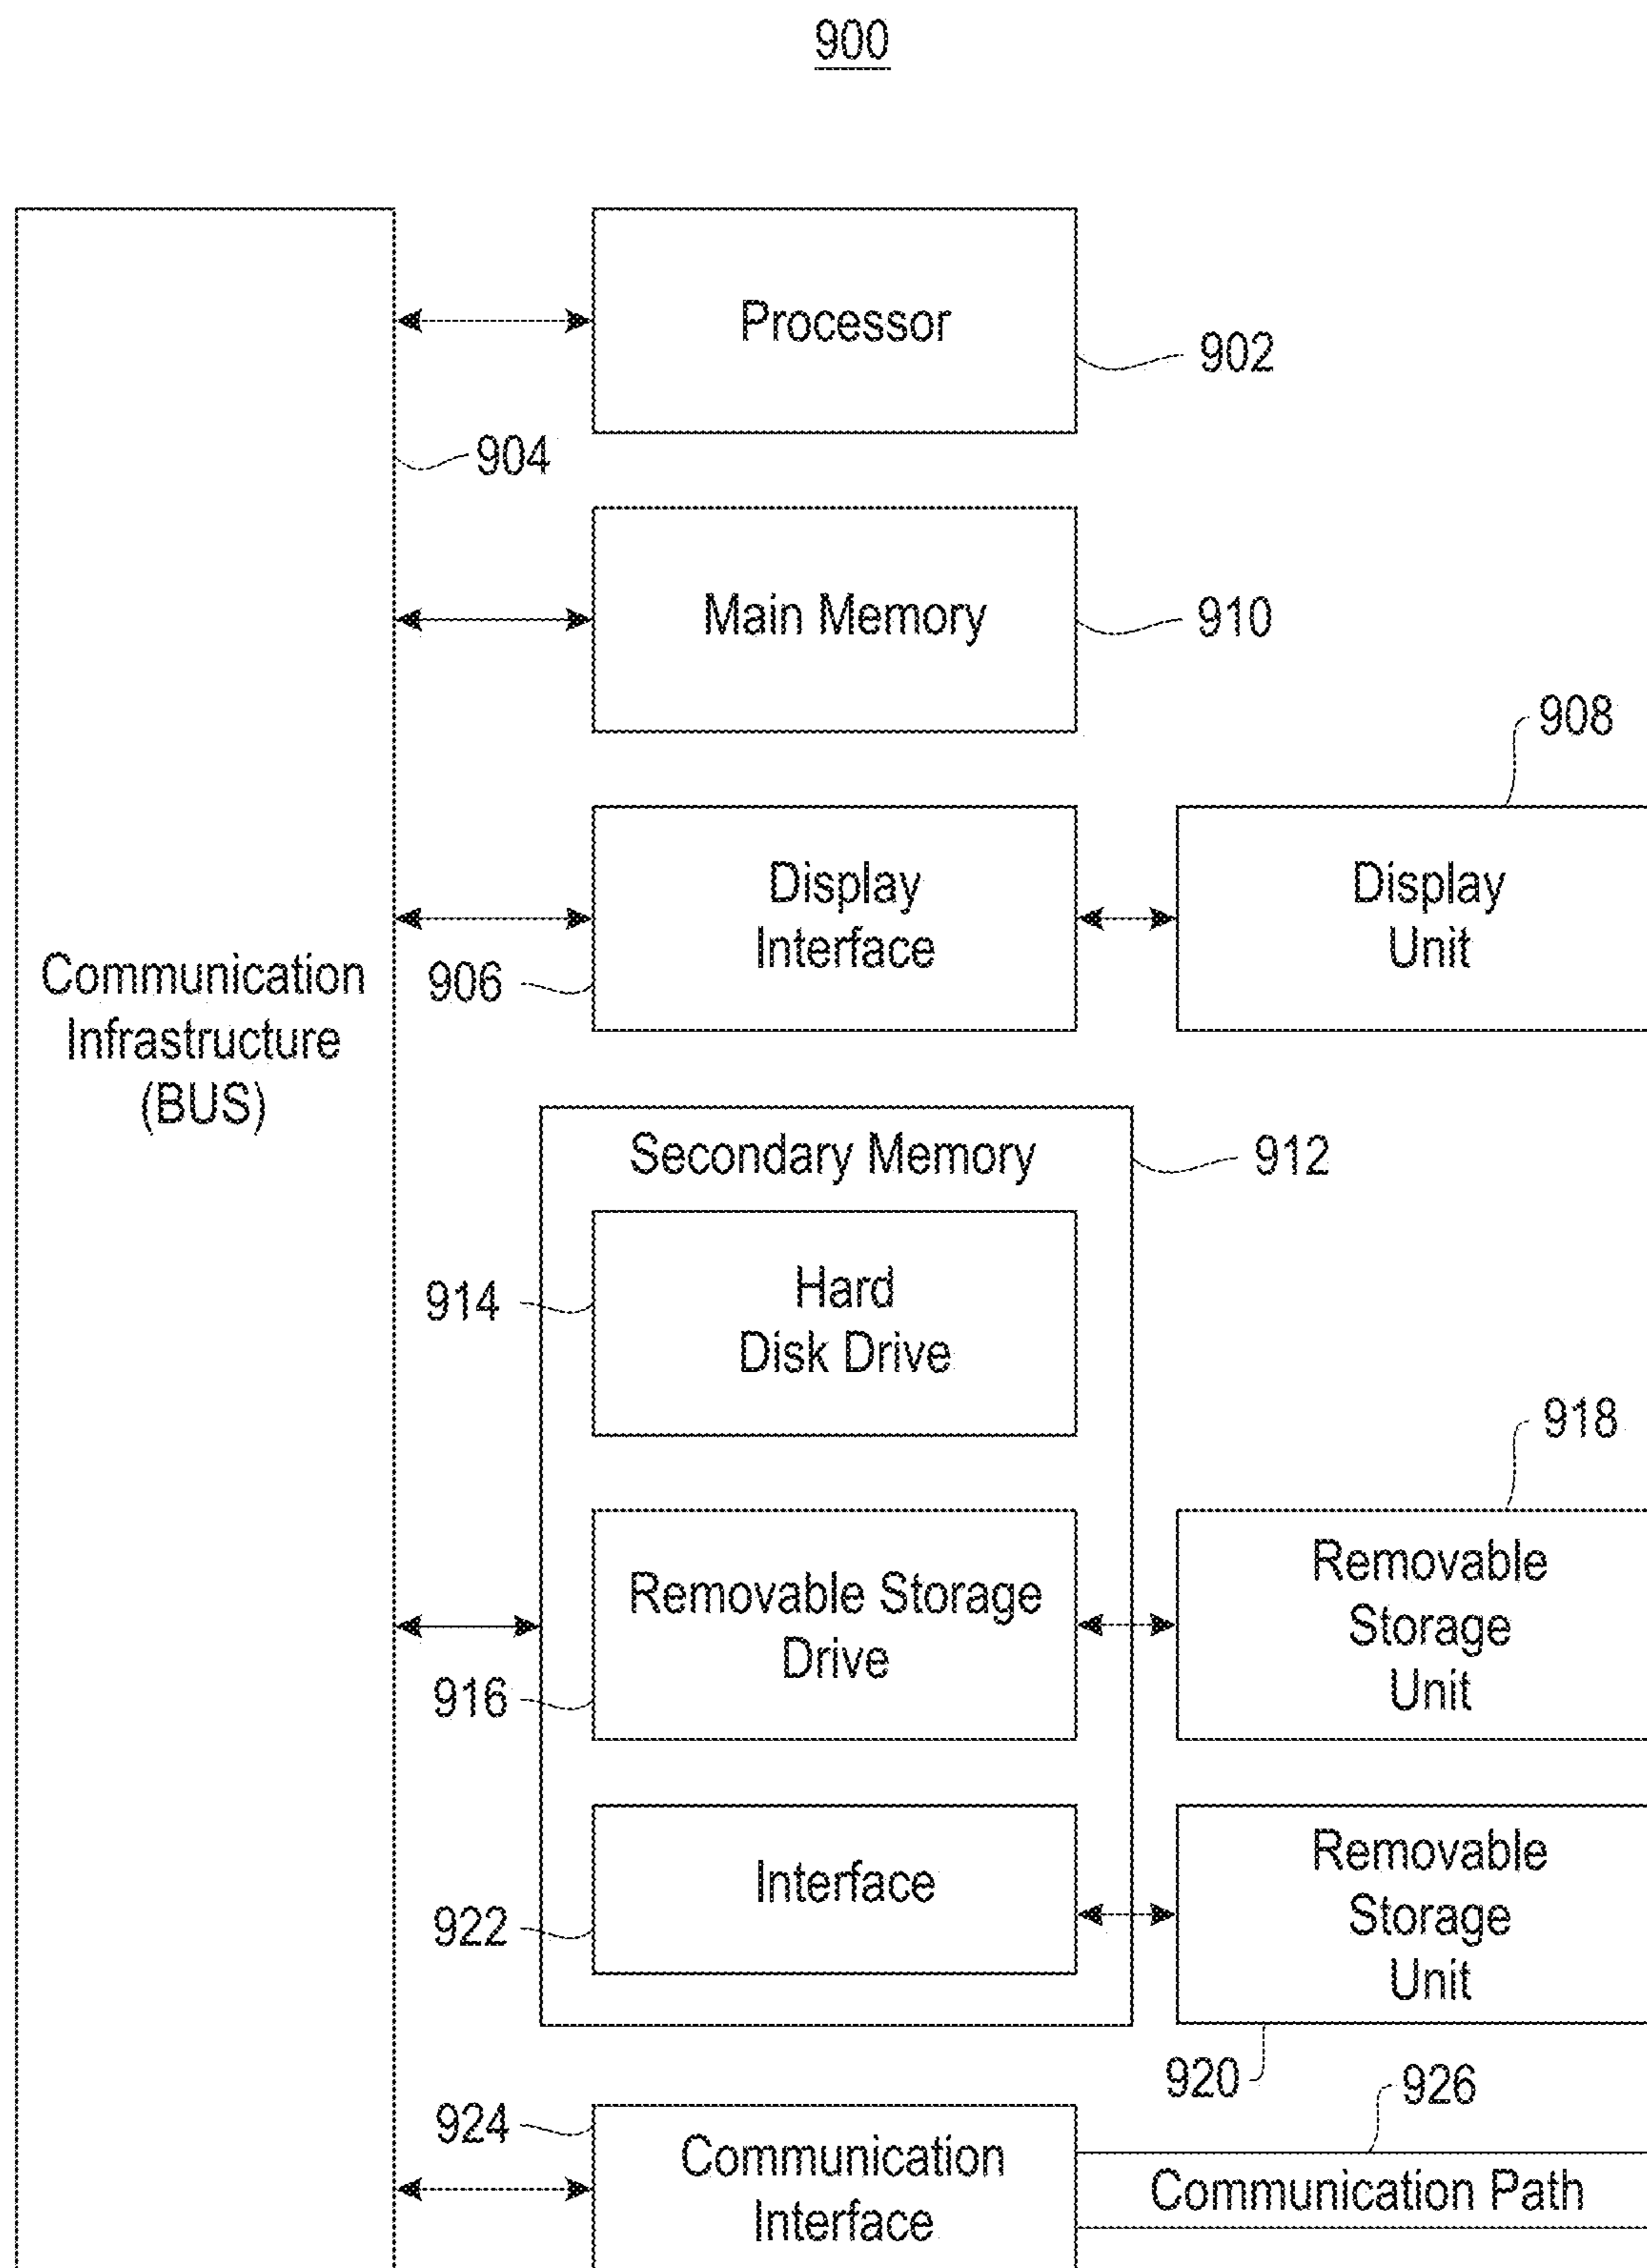 900
Processor
902
904
Main Memory
910
908
Display
Interface
906
Display
Unit
Communication
Infrastructure
(BUS)
Secondary Memory
912
914
Hard
Disk Drive
918
Removable Storage
Drive
916
Removable
Storage
Unit
Interface
922
Removable
Storage
Unit
920
926
924
Communication
Interface
Communication Path